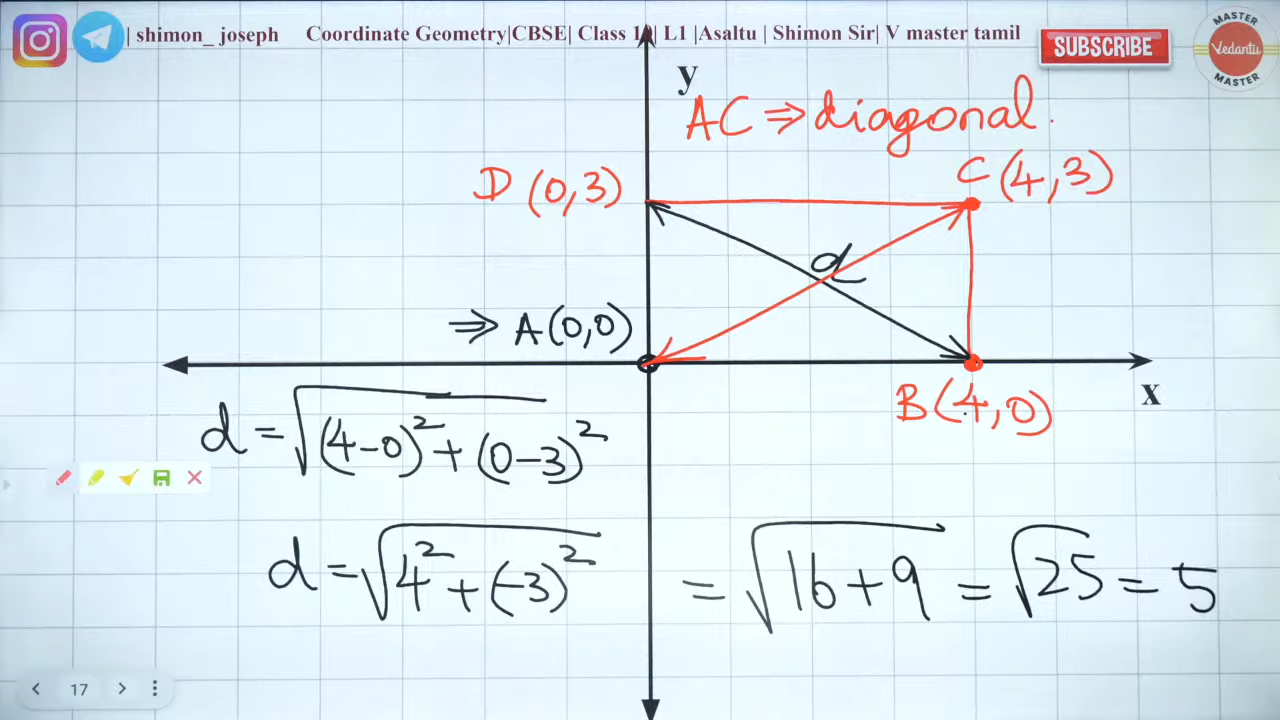 | shimon_ joseph Coordinate Geometry|CBSE| Class 10| L1 |Asaltu | Shimon Sir| V master tamil
SUBSCRIBE
MASTER
Vedantu
MASTER
y
AC ⇒ diagonal.
D (0,3)
C (4,3)
d
⇒ A(0,0)
x
B(4,0)
d = √(4-0)² + (0-3)²
d = √4² + (-3)² = √16+9 = √25 = 5
17